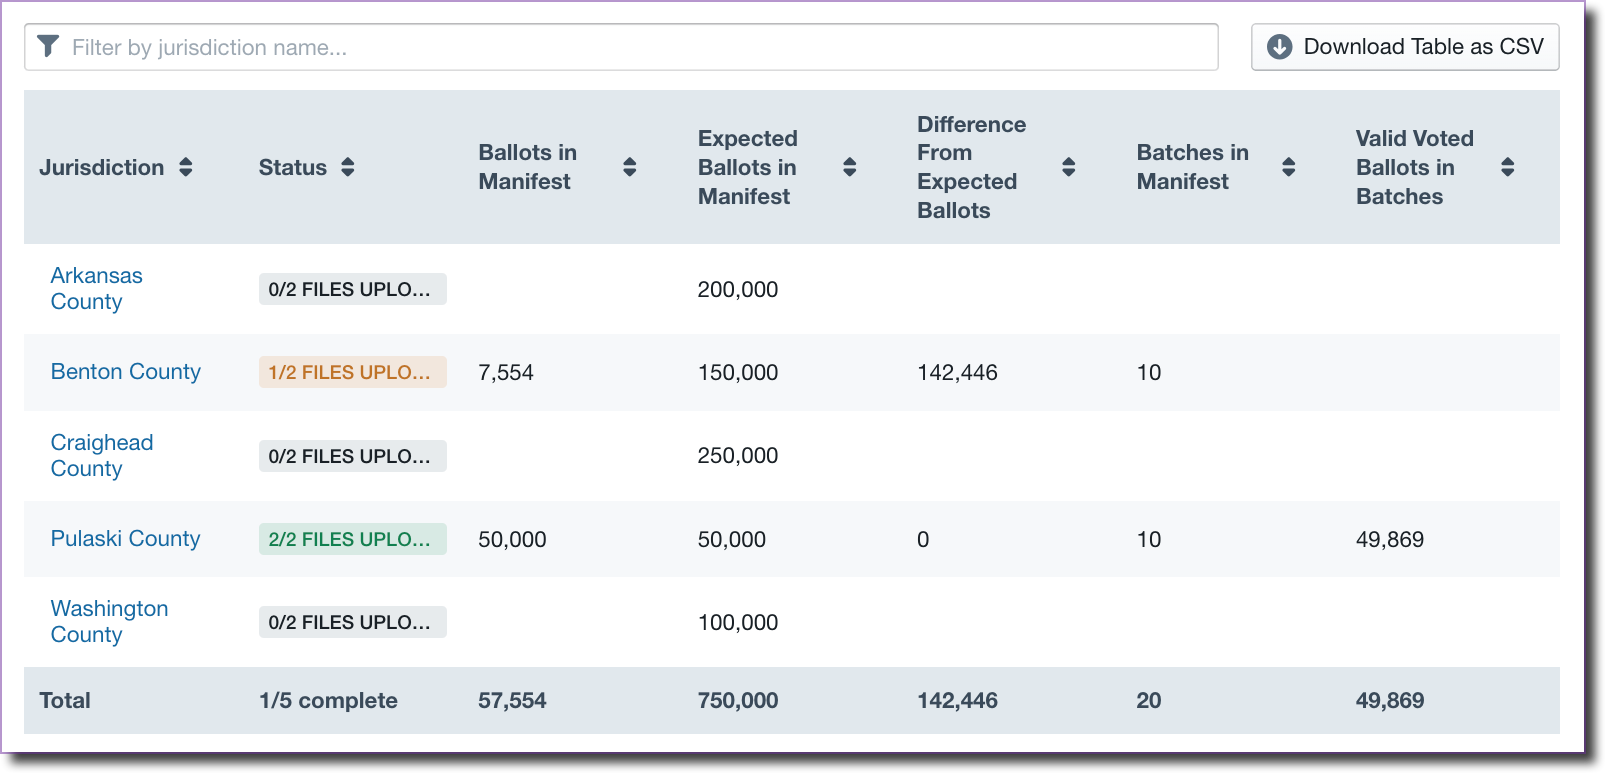 Filter by jurisdiction name...
Download Table as CSV
Jurisdiction
Status
Ballots in
Manifest
Expected
Ballots in
Manifest
Difference
From
Expected
Ballots
Batches in
Manifest
Valid Voted
Ballots in
Batches
Arkansas
County
0/2 FILES UPLO...
200,000
Benton County
1/2 FILES UPLO...
7,554
150,000
142,446
10
Craighead
County
0/2 FILES UPLO...
250,000
Pulaski County
2/2 FILES UPLO...
50,000
50,000
0
10
49,869
Washington
County
0/2 FILES UPLO...
100,000
Total
1/5 complete
57,554
750,000
142,446
20
49,869